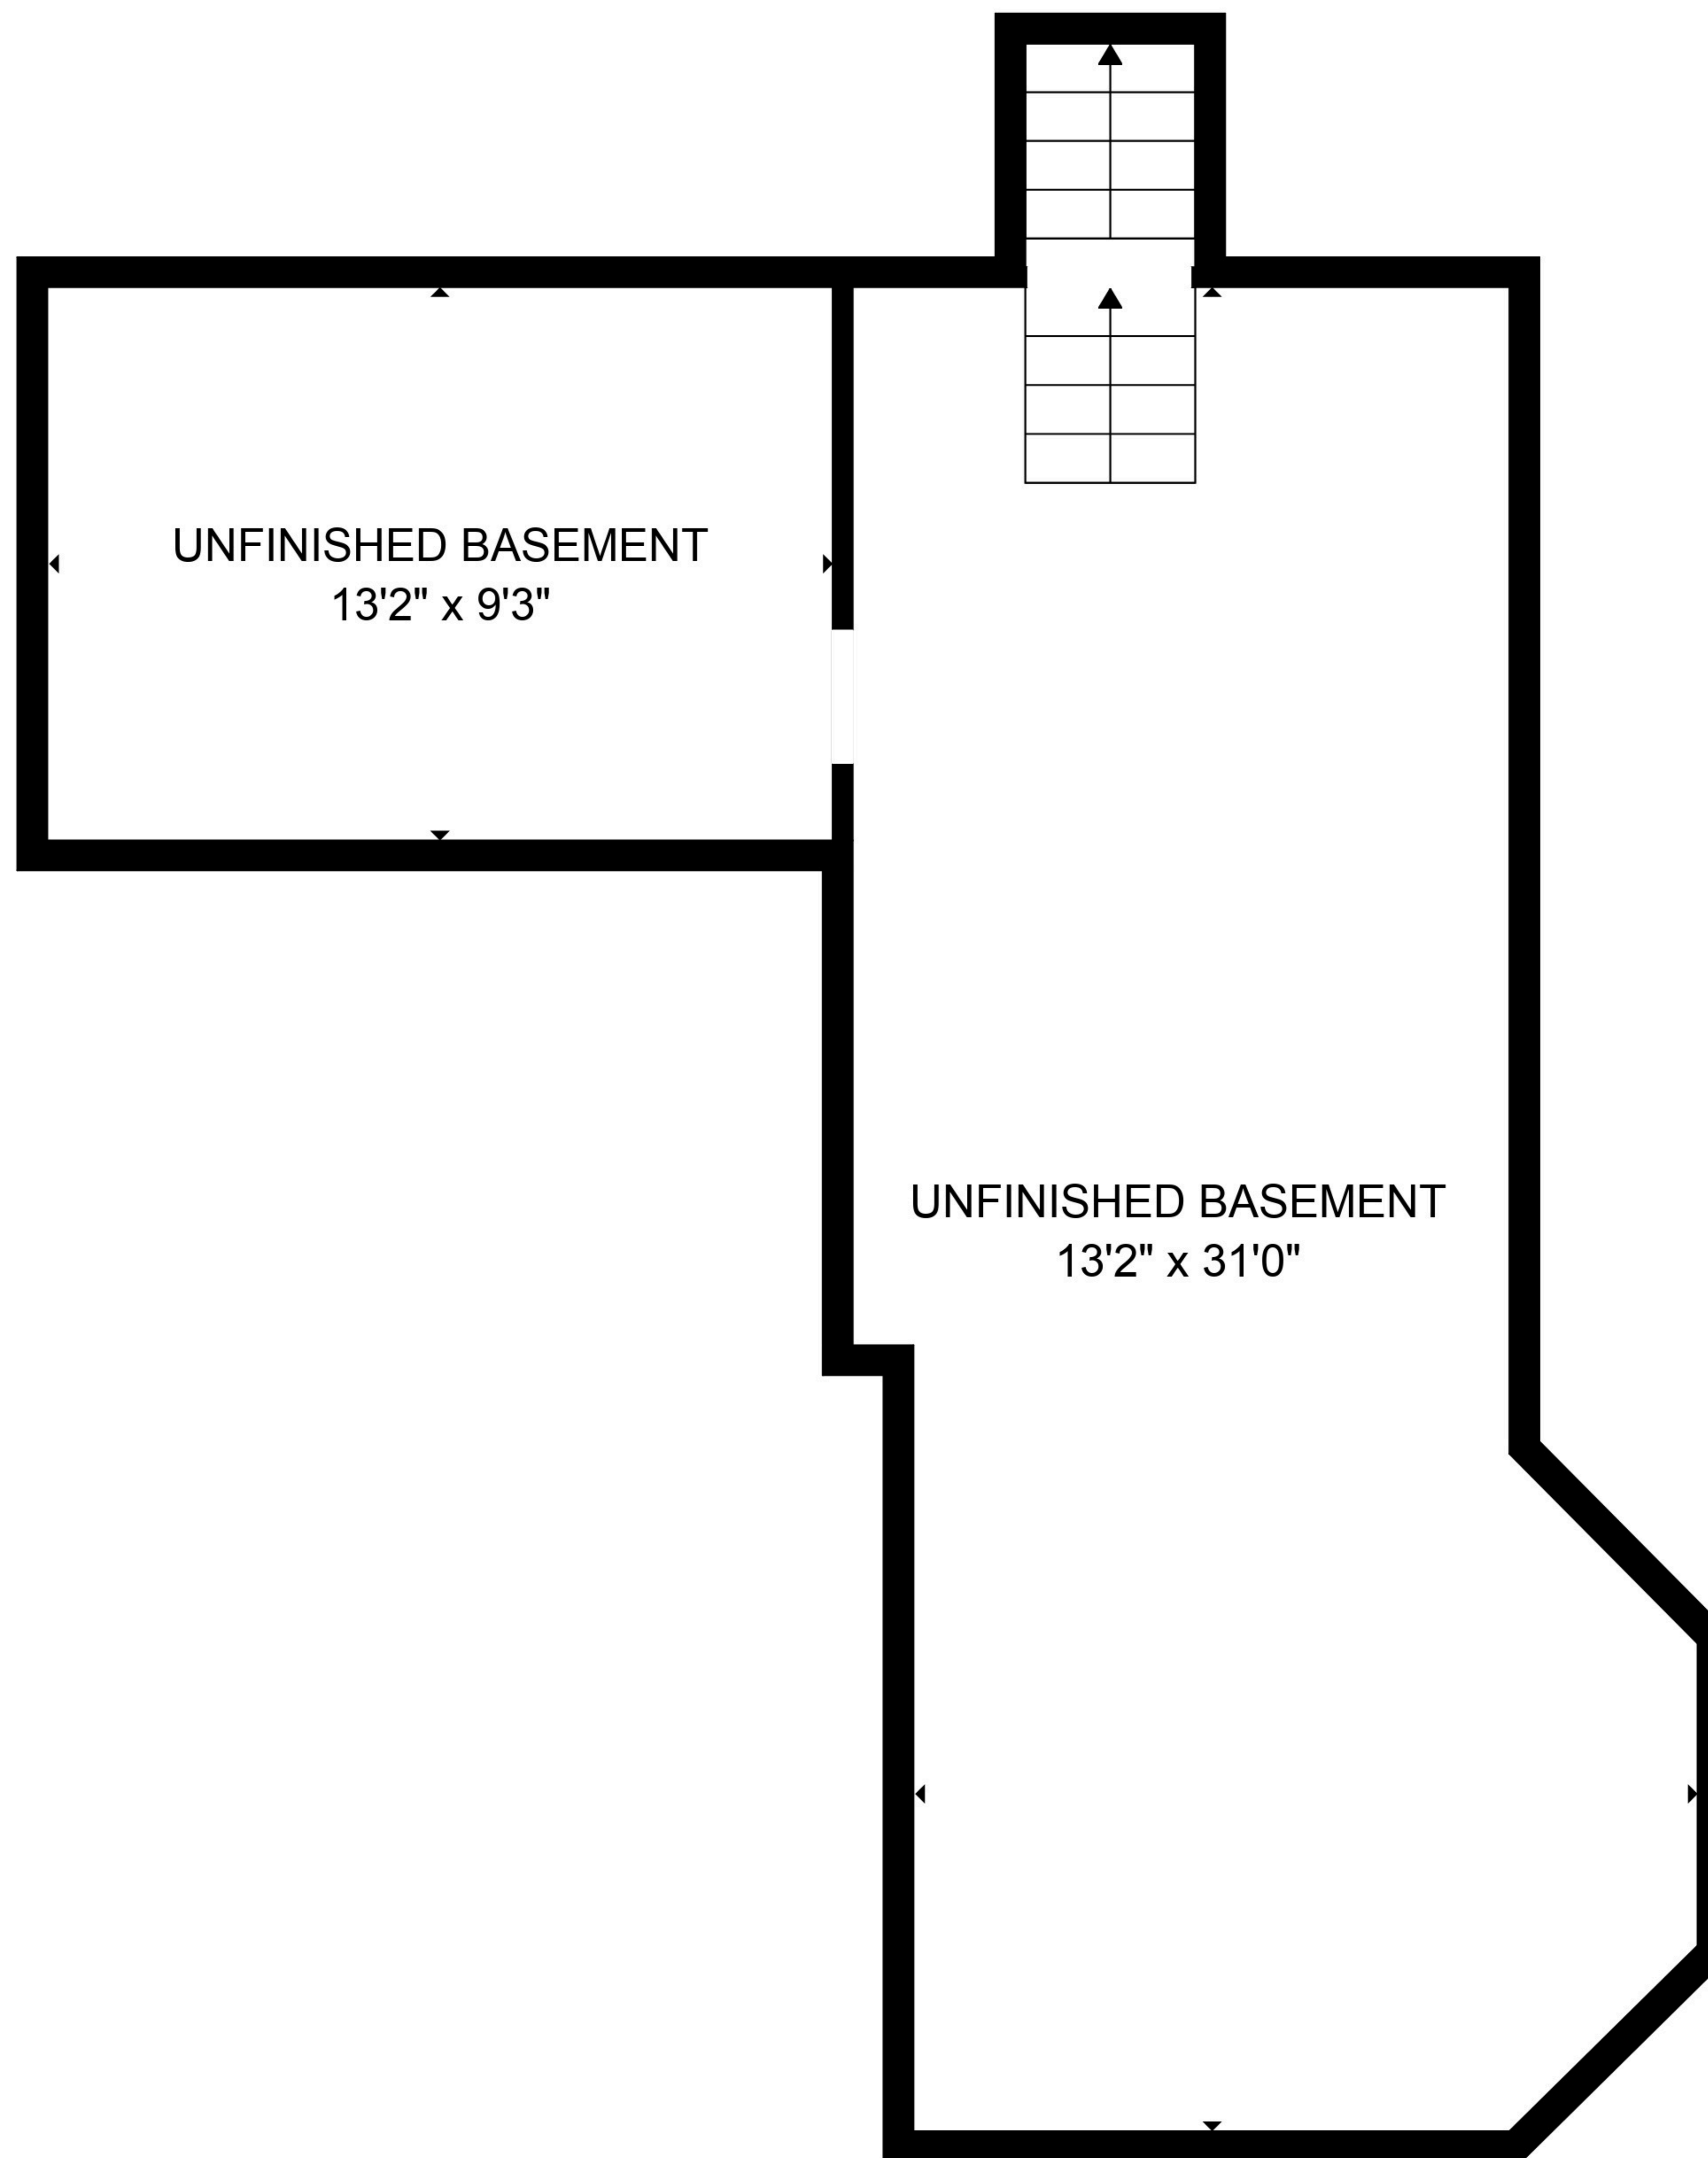 UNFINISHED BASEMENT
13'2" x 9'3"
UNFINISHED BASEMENT
13'2" x 31'0"